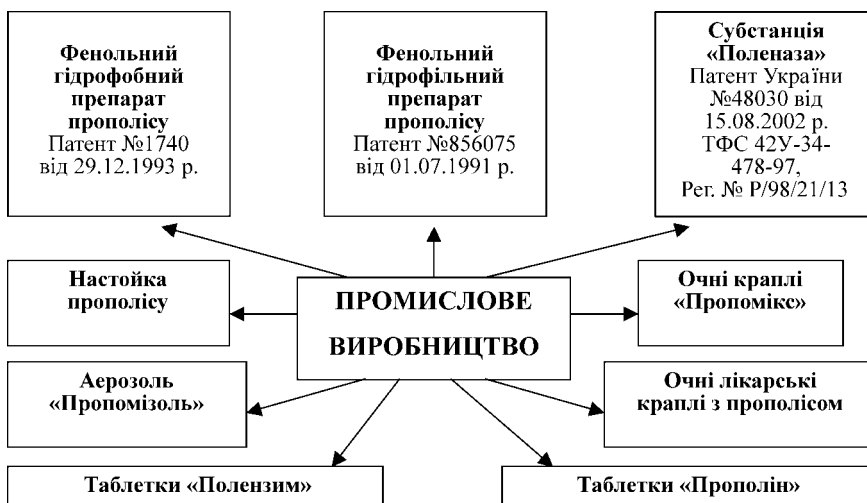 Фенольний
гідрофобний
препарат
прополісу
Патент №1740
від 29.12.1993 р.
Фенольний
гідрофільний
препарат
прополісу
Патент №856075
від 01.07.1991 р.
Субстанція
«Поленаза»
Патент України
№48030 від
15.08.2002 р.
ТФС 42У-34-
478-97,
Рег. № Р/98/21/13
Настойка
прополісу
ПРОМИСЛОВЕ
ВИРОБНИЦТВО
Очні краплі
«Пропомікс»
Аерозоль
«Пропомізоль»
Очні лікарські
краплі з прополісом
Таблетки «Полензим»
Таблетки «Прополін»